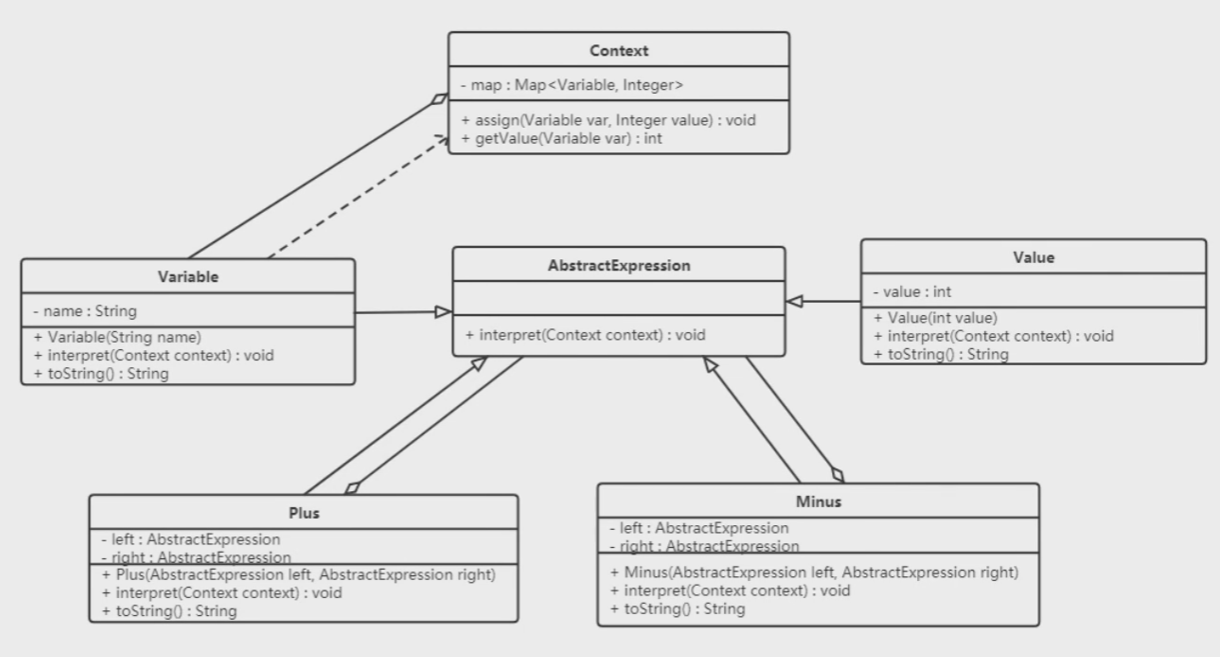 Context
- map : Map<Variable, Integer>
+ assign(Variable var, Integer value) : void
+ getValue(Variable var) : int
Variable
- name : String
+ Variable(String name)
+ interpret(Context context) : void
+ toString() : String
AbstractExpression
+ interpret(Context context) : void
Value
- value : int
+ Value(int value)
+ interpret(Context context) : void
+ toString() : String
Plus
- left : AbstractExpression
- right : AbstractExpression
+ Plus(AbstractExpression left, AbstractExpression right)
+ interpret(Context context) : void
+ toString() : String
Minus
- left : AbstractExpression
- right : AbstractExpression
+ Minus(AbstractExpression left, AbstractExpression right)
+ interpret(Context context) : void
+ toString() : String